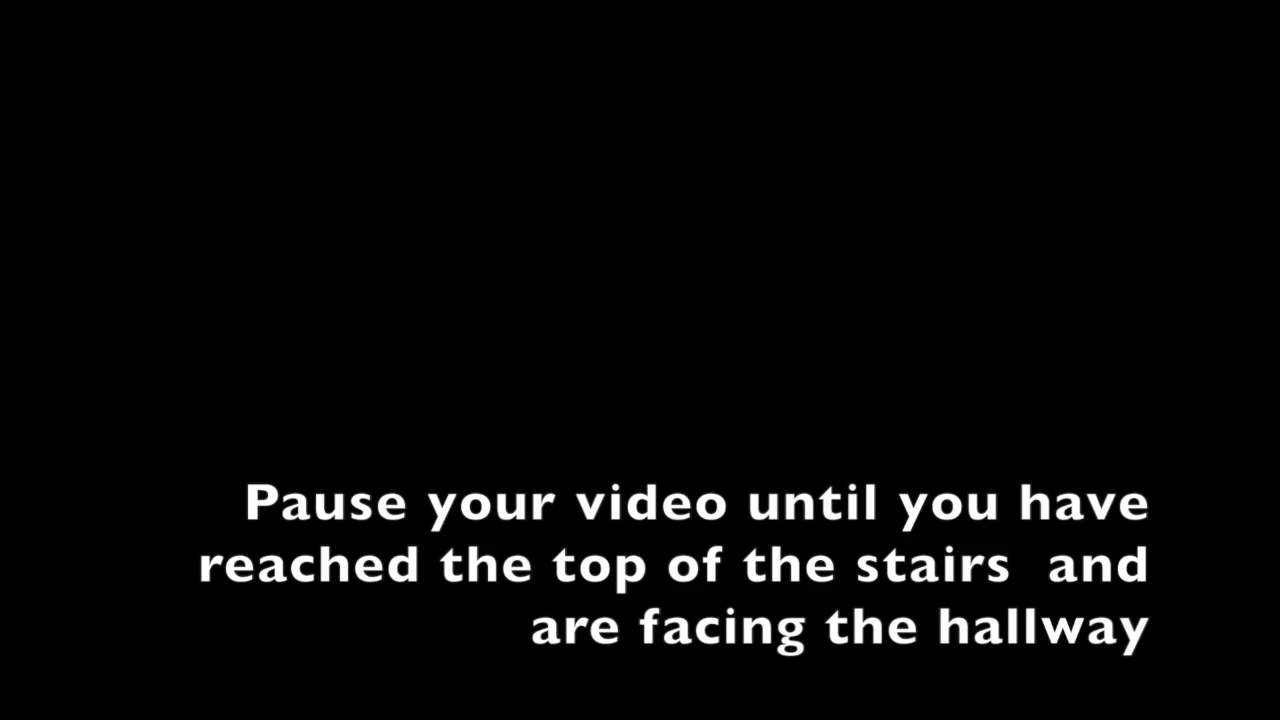 Pause your video until you have
reached the top of the stairs  and
are facing the hallway